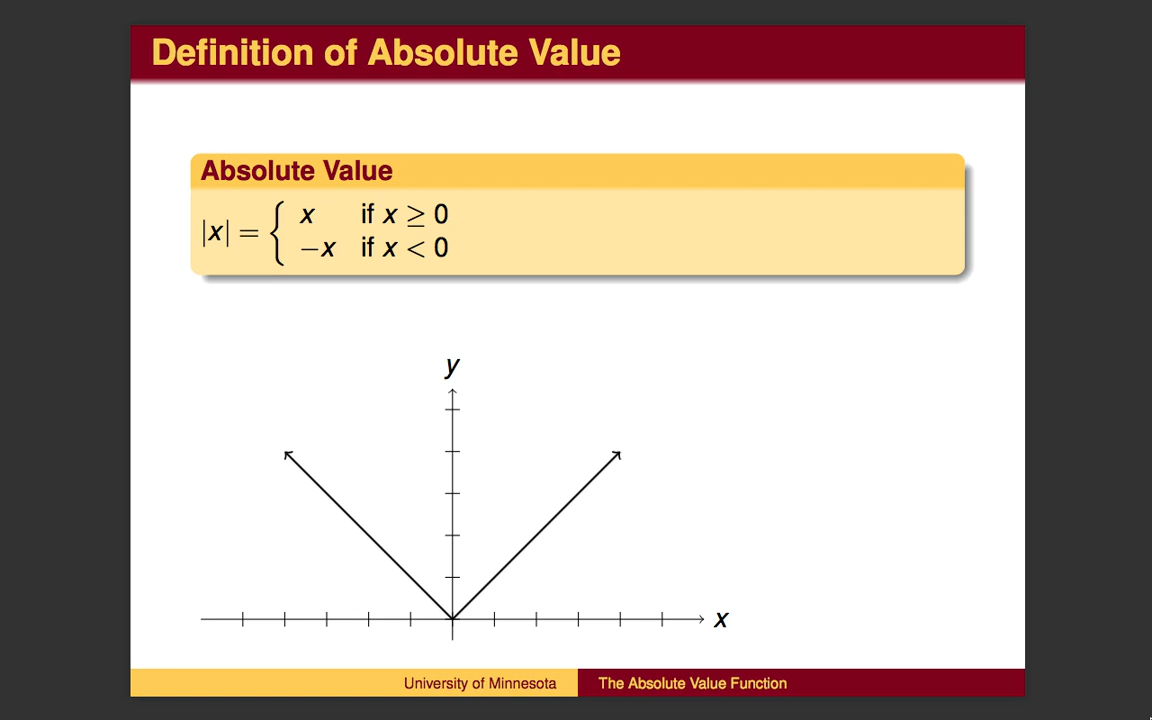 Definition of Absolute Value
Absolute Value
|x| = { x if x ≥ 0
−x if x < 0
y
x
University of Minnesota The Absolute Value Function